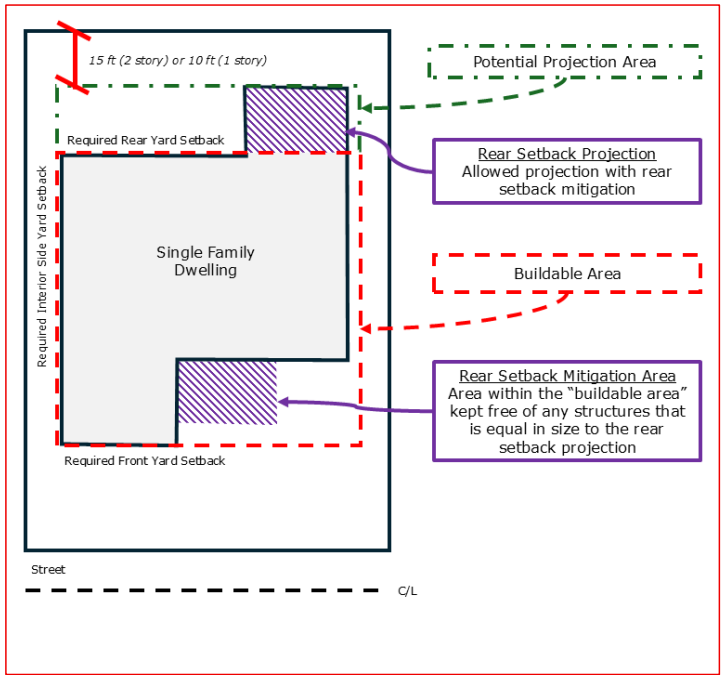 15 ft (2 story) or 10 ft (1 story)
Potential Projection Area
Required Rear Yard Setback
Rear Setback Projection
Allowed projection with rear
setback mitigation
Required Interior Side Yard Setback
Single Family
Dwelling
Buildable Area
Rear Setback Mitigation Area
Area within the “buildable area”
kept free of any structures that
is equal in size to the rear
setback projection
Required Front Yard Setback
Street
C/L